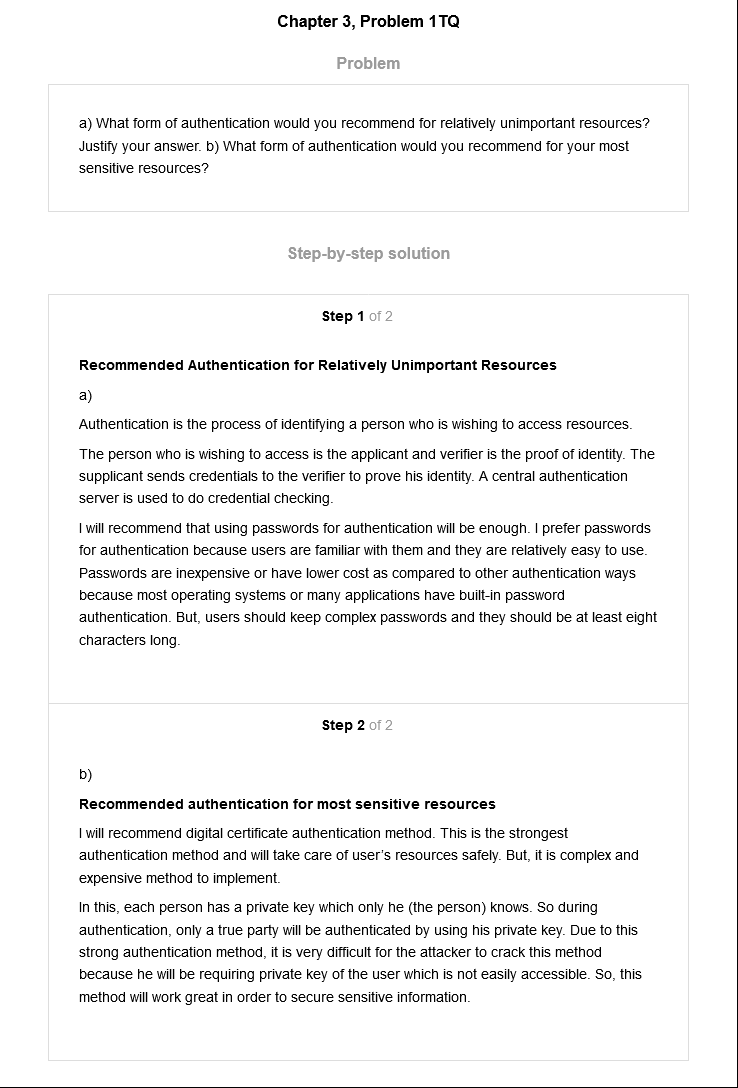 Chapter 3, Problem 1TQ
Problem
a) What form of authentication would you recommend for relatively unimportant resources?
Justify your answer. b) What form of authentication would you recommend for your most
sensitive resources?
Step-by-step solution
Step 1 of 2
Recommended Authentication for Relatively Unimportant Resources
a)
Authentication is the process of identifying a person who is wishing to access resources.
The person who is wishing to access is the applicant and verifier is the proof of identity. The
supplicant sends credentials to the verifier to prove his identity. A central authentication
server is used to do credential checking.
I will recommend that using passwords for authentication will be enough. I prefer passwords
for authentication because users are familiar with them and they are relatively easy to use.
Passwords are inexpensive or have lower cost as compared to other authentication ways
because most operating systems or many applications have built-in password
authentication. But, users should keep complex passwords and they should be at least eight
characters long.
Step 2 of 2
b)
Recommended authentication for most sensitive resources
I will recommend digital certificate authentication method. This is the strongest
authentication method and will take care of user's resources safely. But, it is complex and
expensive method to implement.
In this, each person has a private key which only he (the person) knows. So during
authentication, only a true party will be authenticated by using his private key. Due to this
strong authentication method, it is very difficult for the attacker to crack this method
because he will be requiring private key of the user which is not easily accessible. So, this
method will work great in order to secure sensitive information.